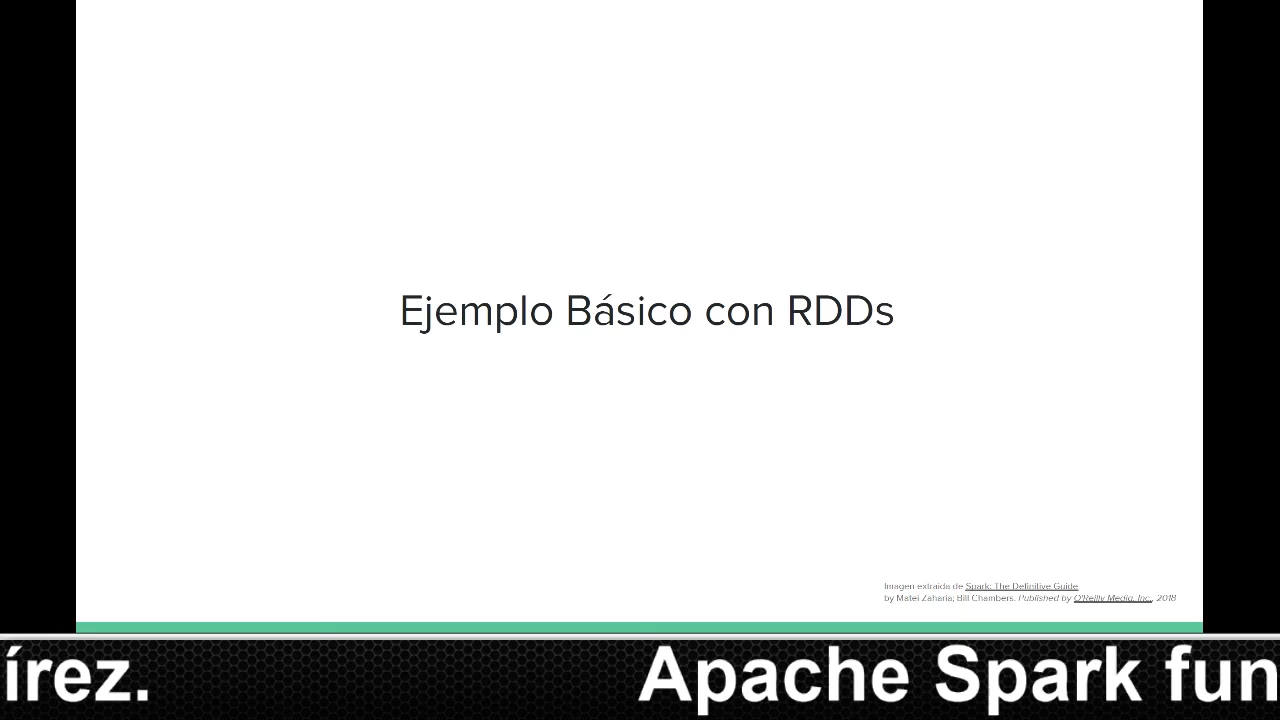 Ejemplo Básico con RDDs
Imagen extraida de Spark: The Definitive Guide
by Matei Zaharia; Bill Chambers. Published by O'Reilly Media, Inc., 2018
írez. Apache Spark fun